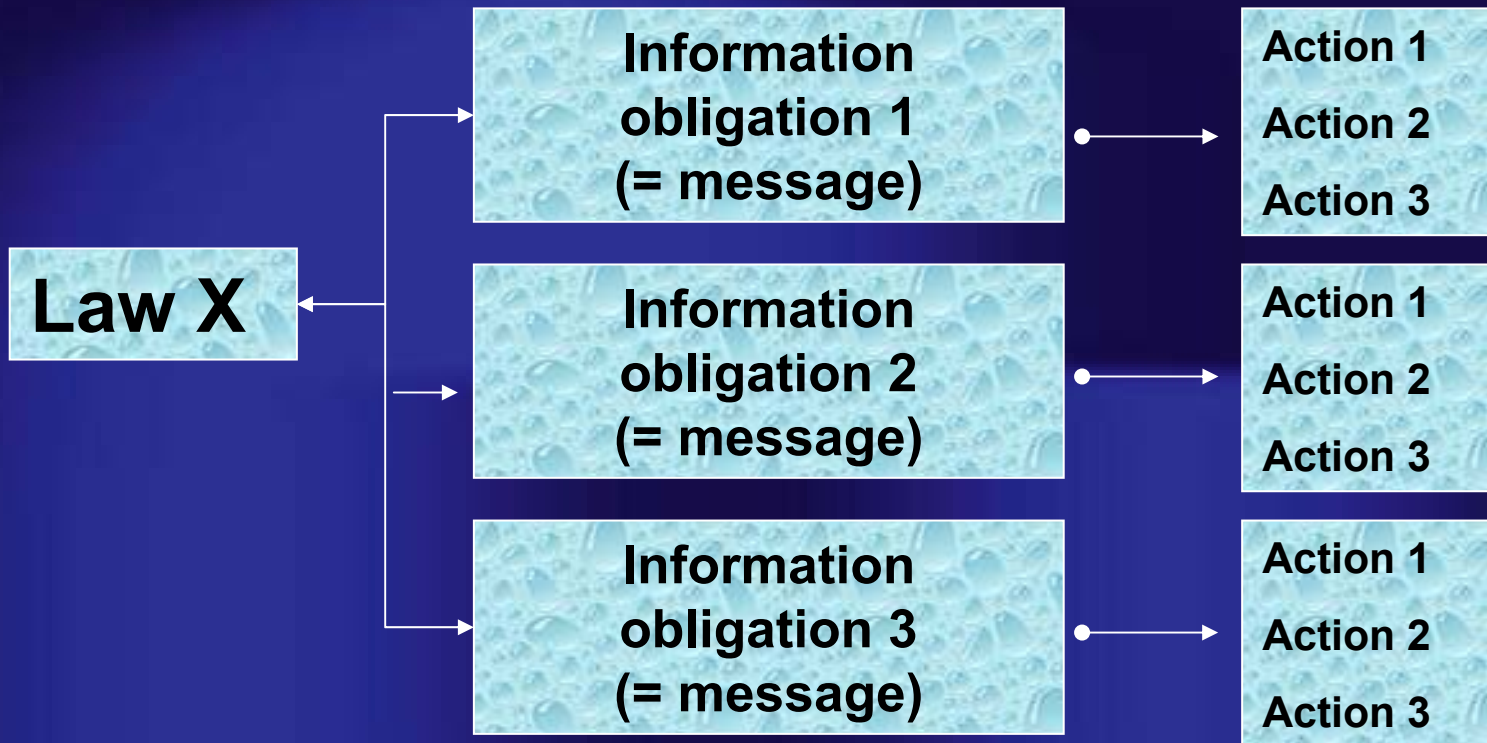 Law X
Information
obligation 1
(= message)
Action 1
Action 2
Action 3
Information
obligation 2
(= message)
Action 1
Action 2
Action 3
Information
obligation 3
(= message)
Action 1
Action 2
Action 3